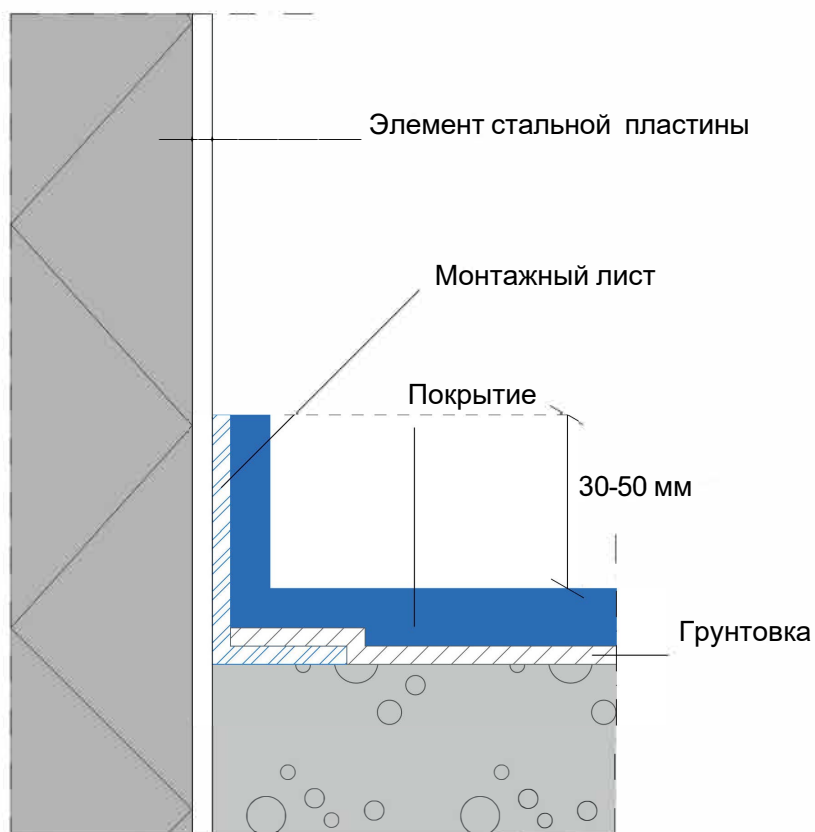 Элемент стальной пластины
Монтажный лист
Покрытие
30-50 мм
Грунтовка